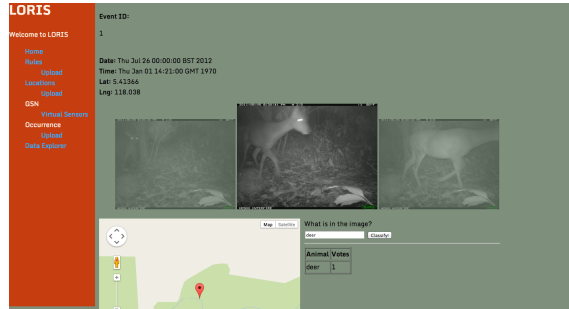 LORIS
Welcome to LORIS
Home
Rules
Upload
Locations
Upload
GSN
Virtual Sensors
Occurrence
Upload
Data Explorer
Event ID:
1
Date: Thu Jul 26 00:00:00 BST 2012
Time: Thu Jan 01 14:21:00 GMT 1970
Lat: 5.41366
Lng: 118.038
Map Satellite
What is in the image?
deer Classify!
Animal Votes
deer 1